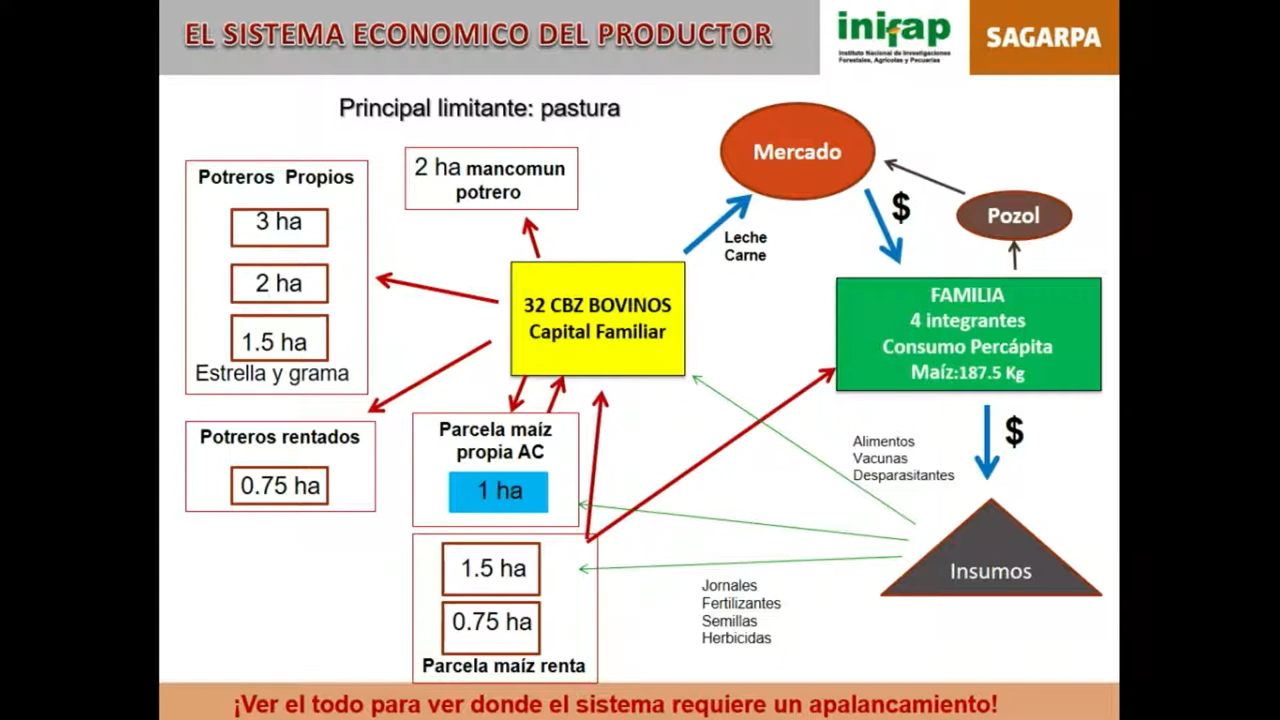 EL SISTEMA ECONOMICO DEL PRODUCTOR
inifap
Instituto Nacional de Investigaciones
Forestales, Agrícolas y Pecuarias
SAGARPA
Principal limitante: pastura
Potreros Propios
3 ha
2 ha
1.5 ha
Estrella y grama
2 ha mancomun
potrero
Mercado
$
Pozol
Leche
Carne
32 CBZ BOVINOS
Capital Familiar
FAMILIA
4 integrantes
Consumo Percápita
Maíz:187.5 Kg
Potreros rentados
0.75 ha
Parcela maíz
propia AC
1 ha
1.5 ha
0.75 ha
Parcela maíz renta
Alimentos
Vacunas
Desparasitantes
$
Insumos
Jornales
Fertilizantes
Semillas
Herbicidas
¡Ver el todo para ver donde el sistema requiere un apalancamiento!